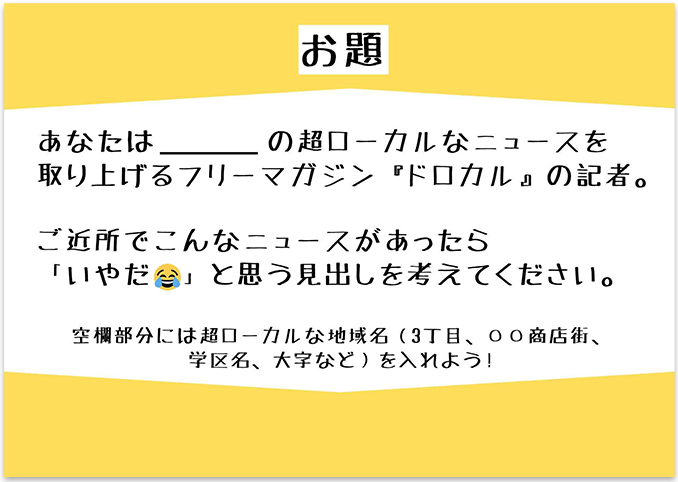 お題
あなたは＿＿＿＿の超ローカルなニュースを
取り上げるフリーマガジン『ドロカル』の記者。
ご近所でこんなニュースがあったら
「いやだ😂」と思う見出しを考えてください。
空欄部分には超ローカルな地域名（3丁目、〇〇商店街、
学区名、大字など）を入れよう！